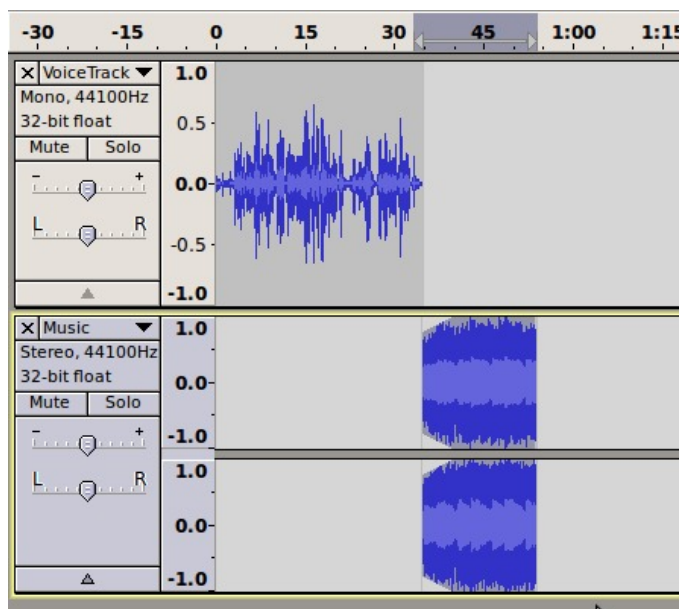 -30 -15 0 15 30 45 1:00 1:15
× VoiceTrack ▼
Mono, 44100Hz
32-bit float
Mute Solo
- +
L R
1.0
0.5-
0.0-
-0.5-
-1.0
× Music ▼
Stereo, 44100Hz
32-bit float
Mute Solo
- +
L R
1.0
0.0-
-1.0
1.0
0.0-
-1.0